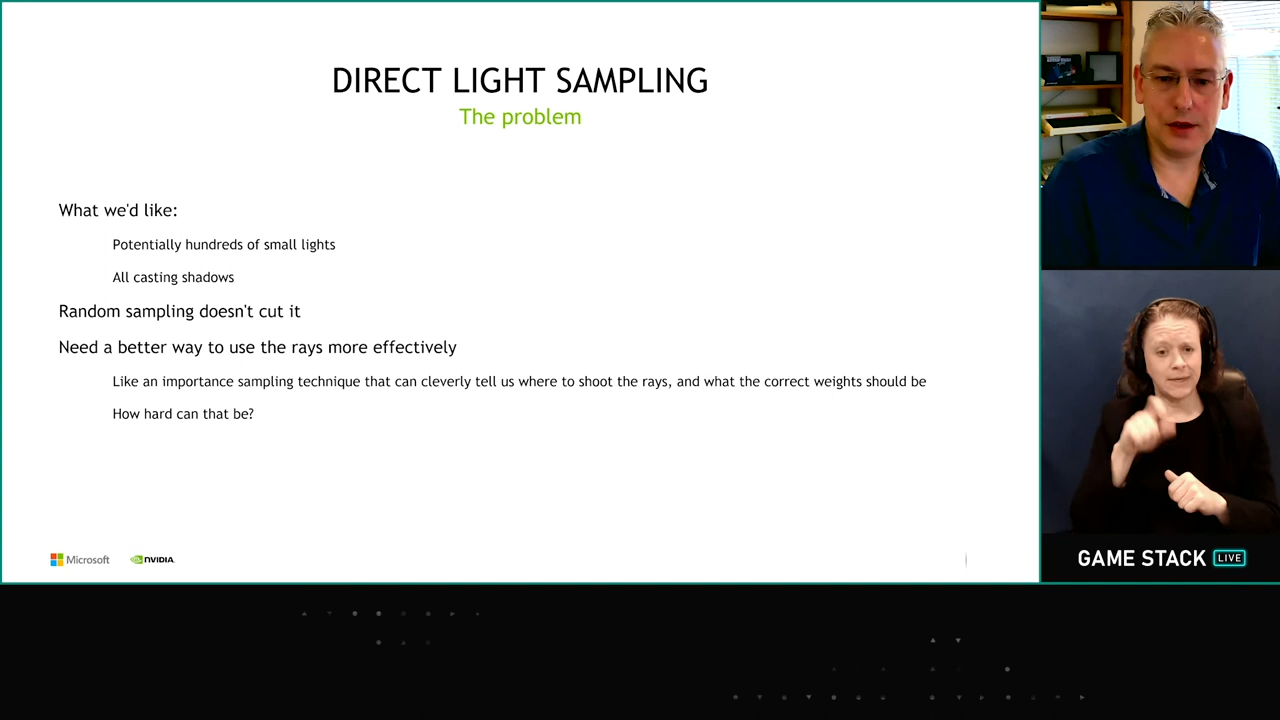 DIRECT LIGHT SAMPLING
The problem
What we'd like:
Potentially hundreds of small lights
All casting shadows
Random sampling doesn't cut it
Need a better way to use the rays more effectively
Like an importance sampling technique that can cleverly tell us where to shoot the rays, and what the correct weights should be
How hard can that be?
Microsoft
NVIDIA
GAME STACK LIVE